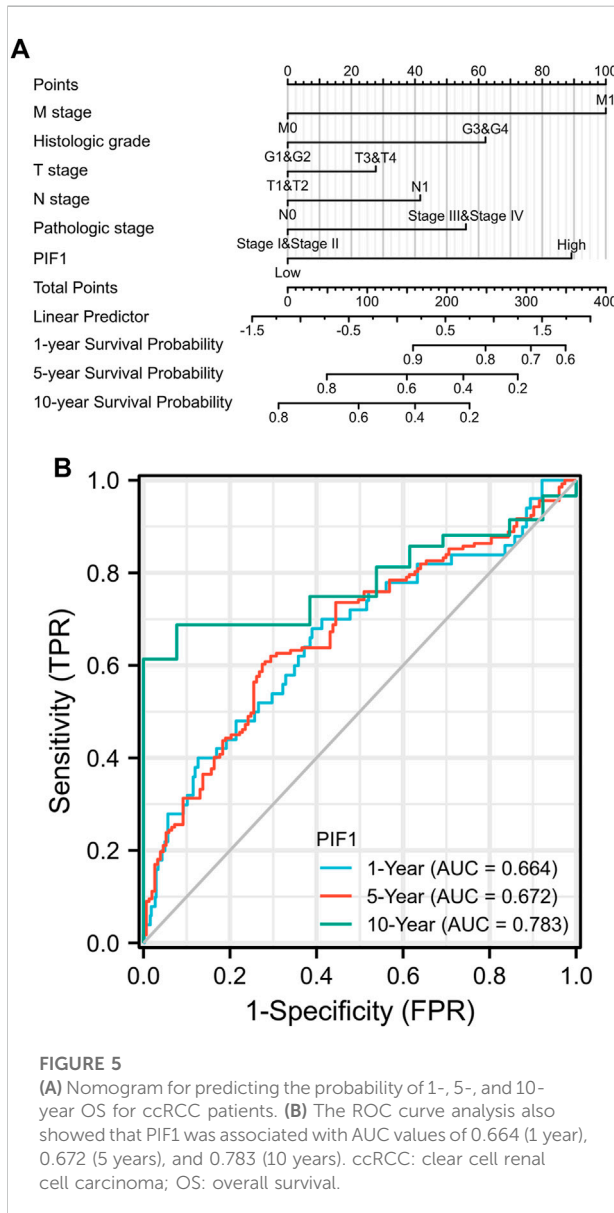 A
Points
0 20 40 60 80 100
M stage
M0 M1
Histologic grade
G1&G2 G3&G4
T stage
T1&T2 T3&T4
N stage
N0 N1
Pathologic stage
Stage I&Stage II Stage III&Stage IV
PIF1
Low High
Total Points
0 100 200 300 400
Linear Predictor
-1.5 -0.5 0.5 1.5
1-year Survival Probability
0.9 0.8 0.7 0.6
5-year Survival Probability
0.8 0.6 0.4 0.2
10-year Survival Probability
0.8 0.6 0.4 0.2
B
1.0
0.8
0.6
0.4
0.2
0.0
Sensitivity (TPR)
PIF1
1-Year (AUC = 0.664)
5-Year (AUC = 0.672)
10-Year (AUC = 0.783)
0.0 0.2 0.4 0.6 0.8 1.0
1-Specificity (FPR)
FIGURE 5
(A) Nomogram for predicting the probability of 1-, 5-, and 10-
year OS for ccRCC patients. (B) The ROC curve analysis also
showed that PIF1 was associated with AUC values of 0.664 (1 year),
0.672 (5 years), and 0.783 (10 years). ccRCC: clear cell renal
cell carcinoma; OS: overall survival.